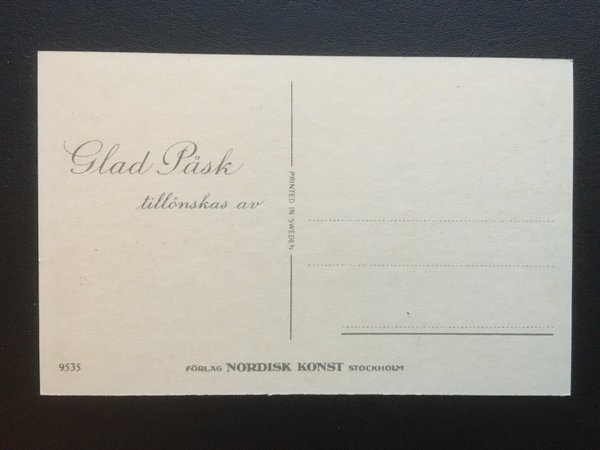 Glad Påsk
tillönskas av
PRINTED IN SWEDEN
9535
FÖRLAG NORDISK KONST STOCKHOLM